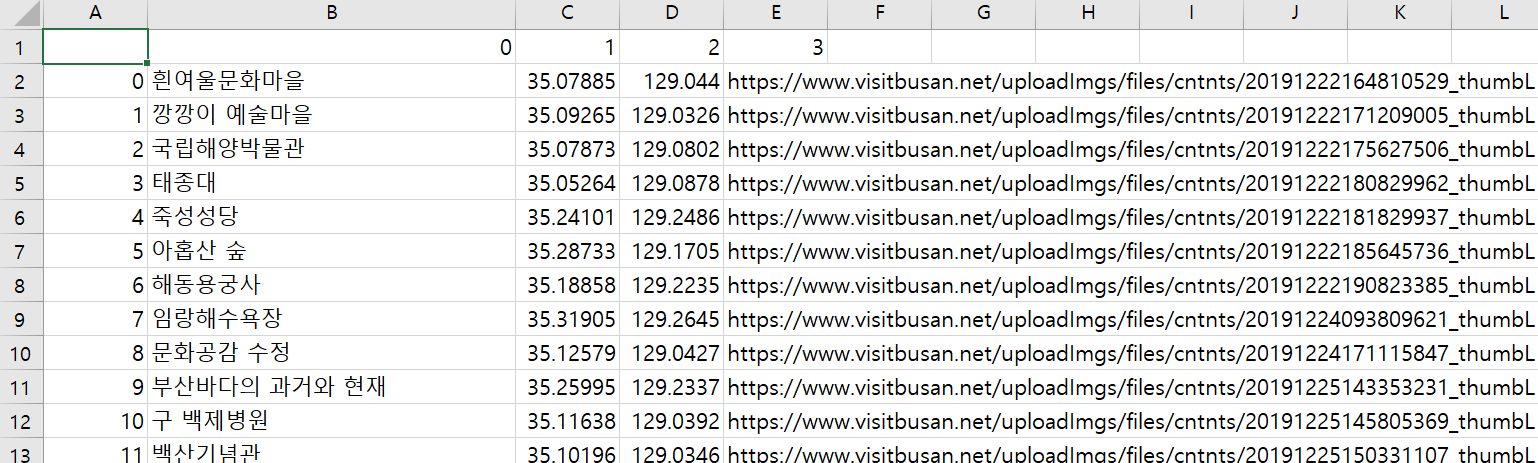 A B C D E F G H I J K L
1 0 1 2 3
2 0 흰여울문화마을 35.07885 129.044 https://www.visitbusan.net/uploadImgs/files/cntnts/20191222164810529_thumbL
3 1 깡깡이 예술마을 35.09265 129.0326 https://www.visitbusan.net/uploadImgs/files/cntnts/20191222171209005_thumbL
4 2 국립해양박물관 35.07873 129.0802 https://www.visitbusan.net/uploadImgs/files/cntnts/20191222175627506_thumbL
5 3 태종대 35.05264 129.0878 https://www.visitbusan.net/uploadImgs/files/cntnts/20191222180829962_thumbL
6 4 죽성성당 35.24101 129.2486 https://www.visitbusan.net/uploadImgs/files/cntnts/20191222181829937_thumbL
7 5 아홉산 숲 35.28733 129.1705 https://www.visitbusan.net/uploadImgs/files/cntnts/20191222185645736_thumbL
8 6 해동용궁사 35.18858 129.2235 https://www.visitbusan.net/uploadImgs/files/cntnts/20191222190823385_thumbL
9 7 임랑해수욕장 35.31905 129.2645 https://www.visitbusan.net/uploadImgs/files/cntnts/20191224093809621_thumbL
10 8 문화공감 수정 35.12579 129.0427 https://www.visitbusan.net/uploadImgs/files/cntnts/20191224171115847_thumbL
11 9 부산바다의 과거와 현재 35.25995 129.2337 https://www.visitbusan.net/uploadImgs/files/cntnts/20191225143353231_thumbL
12 10 구 백제병원 35.11638 129.0392 https://www.visitbusan.net/uploadImgs/files/cntnts/20191225145805369_thumbL
13 11 백산기념관 35.10196 129.0346 https://www.visitbusan.net/uploadImgs/files/cntnts/20191225150331107_thumbL